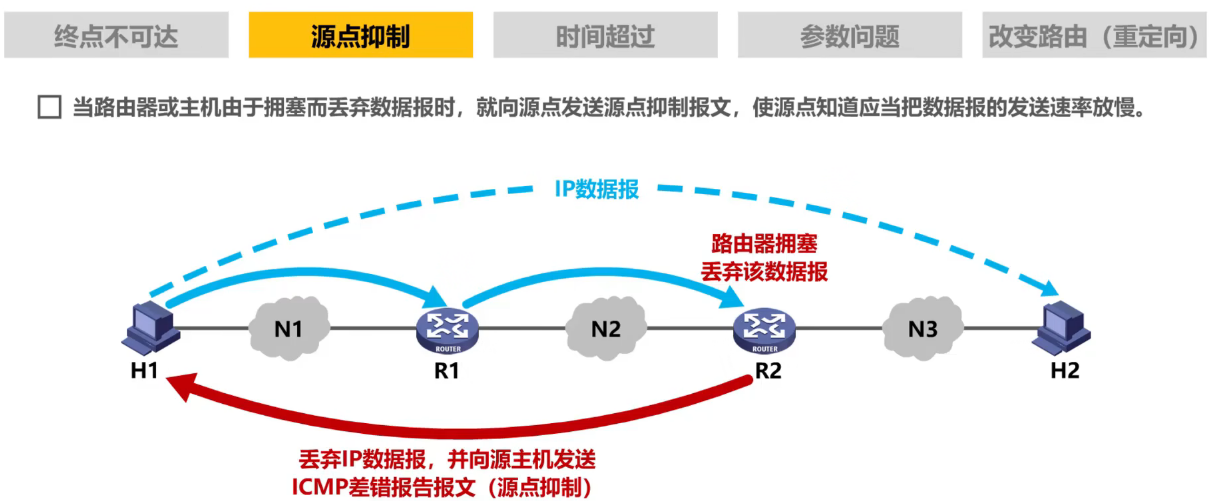 终点不可达
源点抑制
时间超过
参数问题
改变路由（重定向）
当路由器或主机由于拥塞而丢弃数据报时，就向源点发送源点抑制报文，使源点知道应当把数据报的发送速率放慢。
IP数据报
路由器拥塞
丢弃该数据报
N1
N2
N3
ROUTER
ROUTER
H1
R1
R2
H2
丢弃IP数据报，并向源主机发送
ICMP差错报告报文（源点抑制）